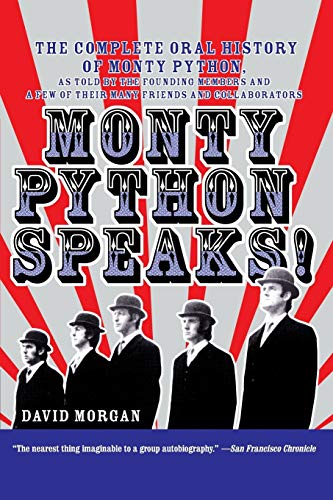 THE COMPLETE ORAL HISTORY
OF MONTY PYTHON,
AS TOLD BY THE FOUNDING MEMBERS AND
A FEW OF THEIR MANY FRIENDS AND COLLABORATORS
MONTY
PYTHON
SPEAKS!
DAVID MORGAN
"The nearest thing imaginable to a group autobiography." —San Francisco Chronicle